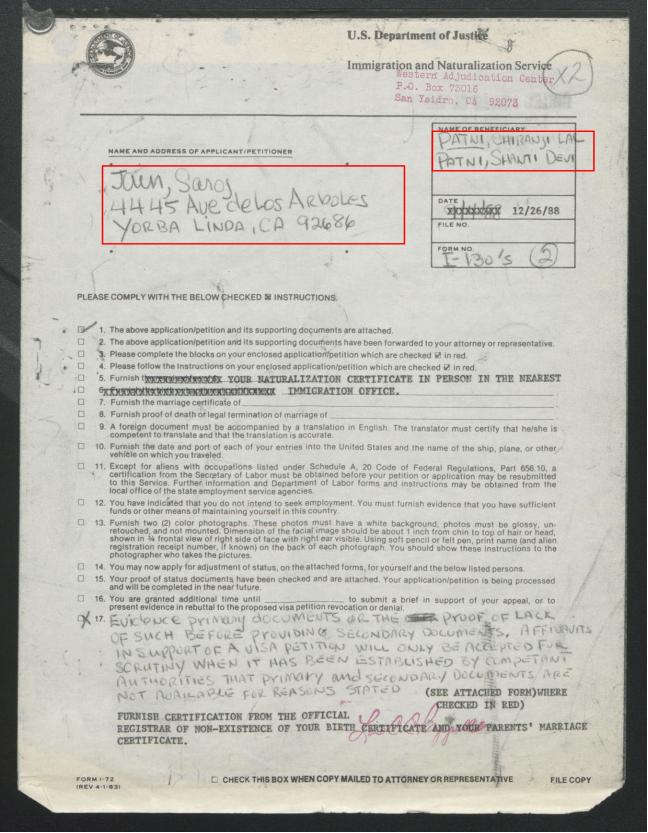 U.S. Department of Justice
Immigration and Naturalization Service
Western Adjudication Center
P.O. Box 73016
San Ysidro, CA 92073
X2
NAME AND ADDRESS OF APPLICANT/PETITIONER
NAME OF BENEFICIARY
PATNI, CHIRANJI LAL
PATNI, SHANTI DEVI
Jain, Saroj
4445 Ave de Los Arboles
YORBA LINDA, CA 92686
DATE
12/26/88
FILE NO.
FORM NO.
I-130's (2)
PLEASE COMPLY WITH THE BELOW CHECKED ☒ INSTRUCTIONS.
1. The above application/petition and its supporting documents are attached.
2. The above application/petition and its supporting documents have been forwarded to your attorney or representative.
3. Please complete the blocks on your enclosed application/petition which are checked ☑ in red.
4. Please follow the Instructions on your enclosed application/petition which are checked ☑ in red.
5. Furnish YOUR NATURALIZATION CERTIFICATE IN PERSON IN THE NEAREST
6. IMMIGRATION OFFICE.
7. Furnish the marriage certificate of
8. Furnish proof of death or legal termination of marriage of
9. A foreign document must be accompanied by a translation in English. The translator must certify that he/she is
competent to translate and that the translation is accurate.
10. Furnish the date and port of each of your entries into the United States and the name of the ship, plane, or other
vehicle on which you traveled.
11. Except for aliens with occupations listed under Schedule A, 20 Code of Federal Regulations, Part 656.10, a
certification from the Secretary of Labor must be obtained before your petition or application may be resubmitted
to this Service. Further information and Department of Labor forms and instructions may be obtained from the
local office of the state employment service agencies.
12. You have indicated that you do not intend to seek employment. You must furnish evidence that you have sufficient
funds or other means of maintaining yourself in this country.
13. Furnish two (2) color photographs. These photos must have a white background, photos must be glossy, un-
retouched, and not mounted. Dimension of the facial image should be about 1 inch from chin to top of hair or head,
shown in ¾ frontal view of right side of face with right ear visible. Using soft pencil or felt pen, print name (and alien
registration receipt number, if known) on the back of each photograph. You should show these instructions to the
photographer who takes the pictures.
14. You may now apply for adjustment of status, on the attached forms, for yourself and the below listed persons.
15. Your proof of status documents have been checked and are attached. Your application/petition is being processed
and will be completed in the near future.
16. You are granted additional time until to submit a brief in support of your appeal, or to
present evidence in rebuttal to the proposed visa petition revocation or denial.
17. Evidence primary documents or the proof of LACK
OF SUCH BEFORE PROVIDING SECONDARY DOCUMENTS. AFFIDAVITS
IN SUPPORT OF A VISA PETITION WILL ONLY BE ACCEPTED FOR
SCRUTINY WHEN IT HAS BEEN ESTABLISHED BY COMPETANT
AUTHORITIES THAT PRIMARY and SECONDARY DOCUMENTS ARE
NOT AVAILABLE FOR REASONS STATED (SEE ATTACHED FORM)WHERE
CHECKED IN RED)
FURNISH CERTIFICATION FROM THE OFFICIAL
REGISTRAR OF NON-EXISTENCE OF YOUR BIRTH CERTIFICATE AND YOUR PARENTS' MARRIAGE
CERTIFICATE.
FORM I-72
(REV 4-1-83)
☐ CHECK THIS BOX WHEN COPY MAILED TO ATTORNEY OR REPRESENTATIVE
FILE COPY